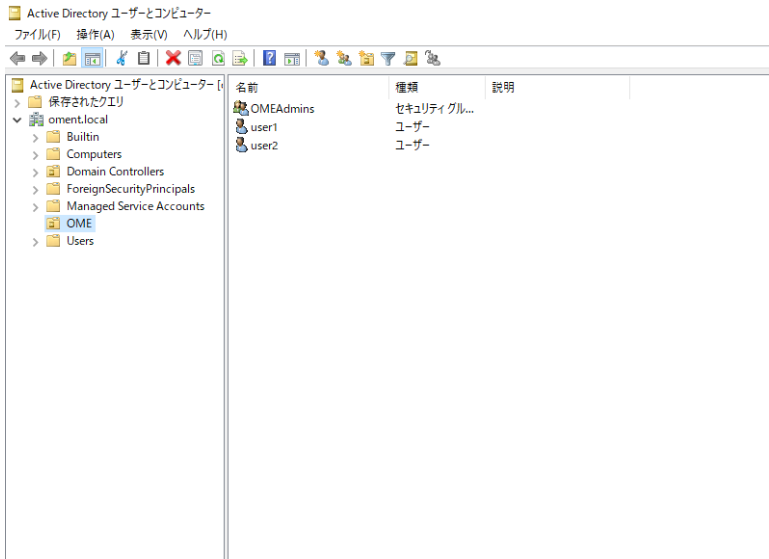 Active Directory ユーザーとコンピューター
ファイル(F) 操作(A) 表示(V) ヘルプ(H)
Active Directory ユーザーとコンピューター [
保存されたクエリ
oment.local
Builtin
Computers
Domain Controllers
ForeignSecurityPrincipals
Managed Service Accounts
OME
Users
名前 種類 説明
OMEAdmins セキュリティ グル...
user1 ユーザー
user2 ユーザー